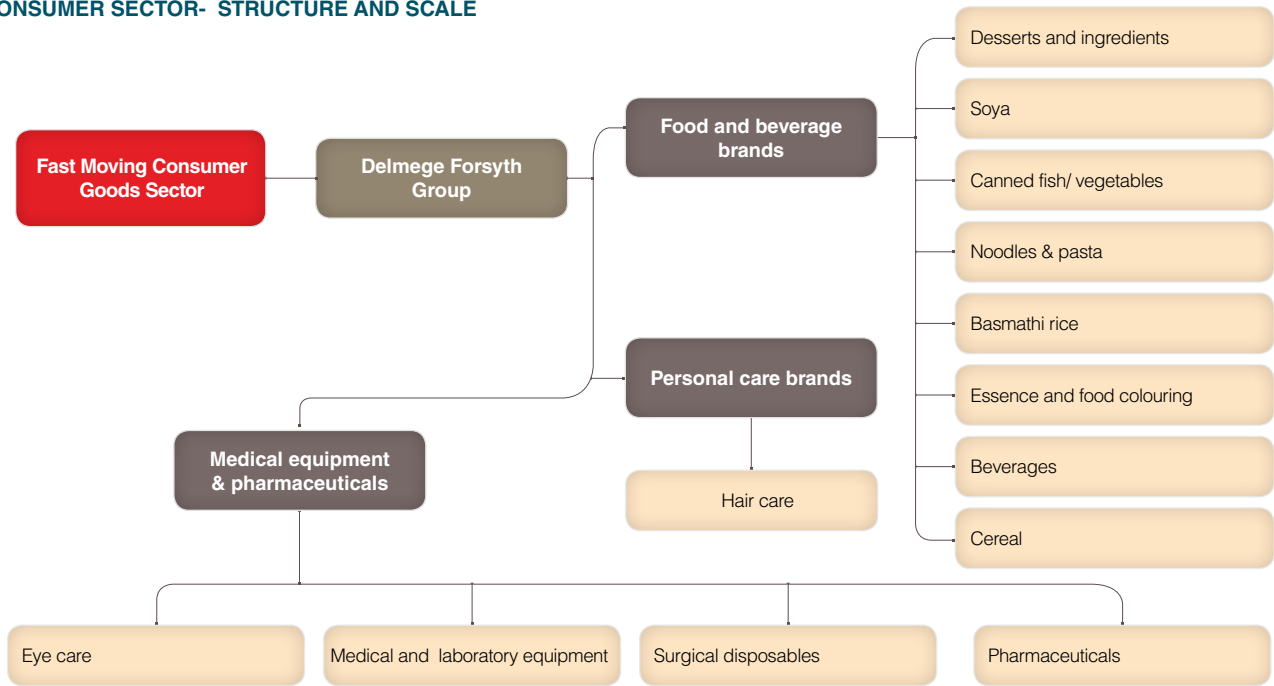 ONSUMER SECTOR- STRUCTURE AND SCALE
Fast Moving Consumer
Goods Sector
Delmege Forsyth
Group
Food and beverage
brands
Desserts and ingredients
Soya
Canned fish/ vegetables
Noodles & pasta
Basmathi rice
Essence and food colouring
Beverages
Cereal
Personal care brands
Hair care
Medical equipment
& pharmaceuticals
Eye care
Medical and laboratory equipment
Surgical disposables
Pharmaceuticals